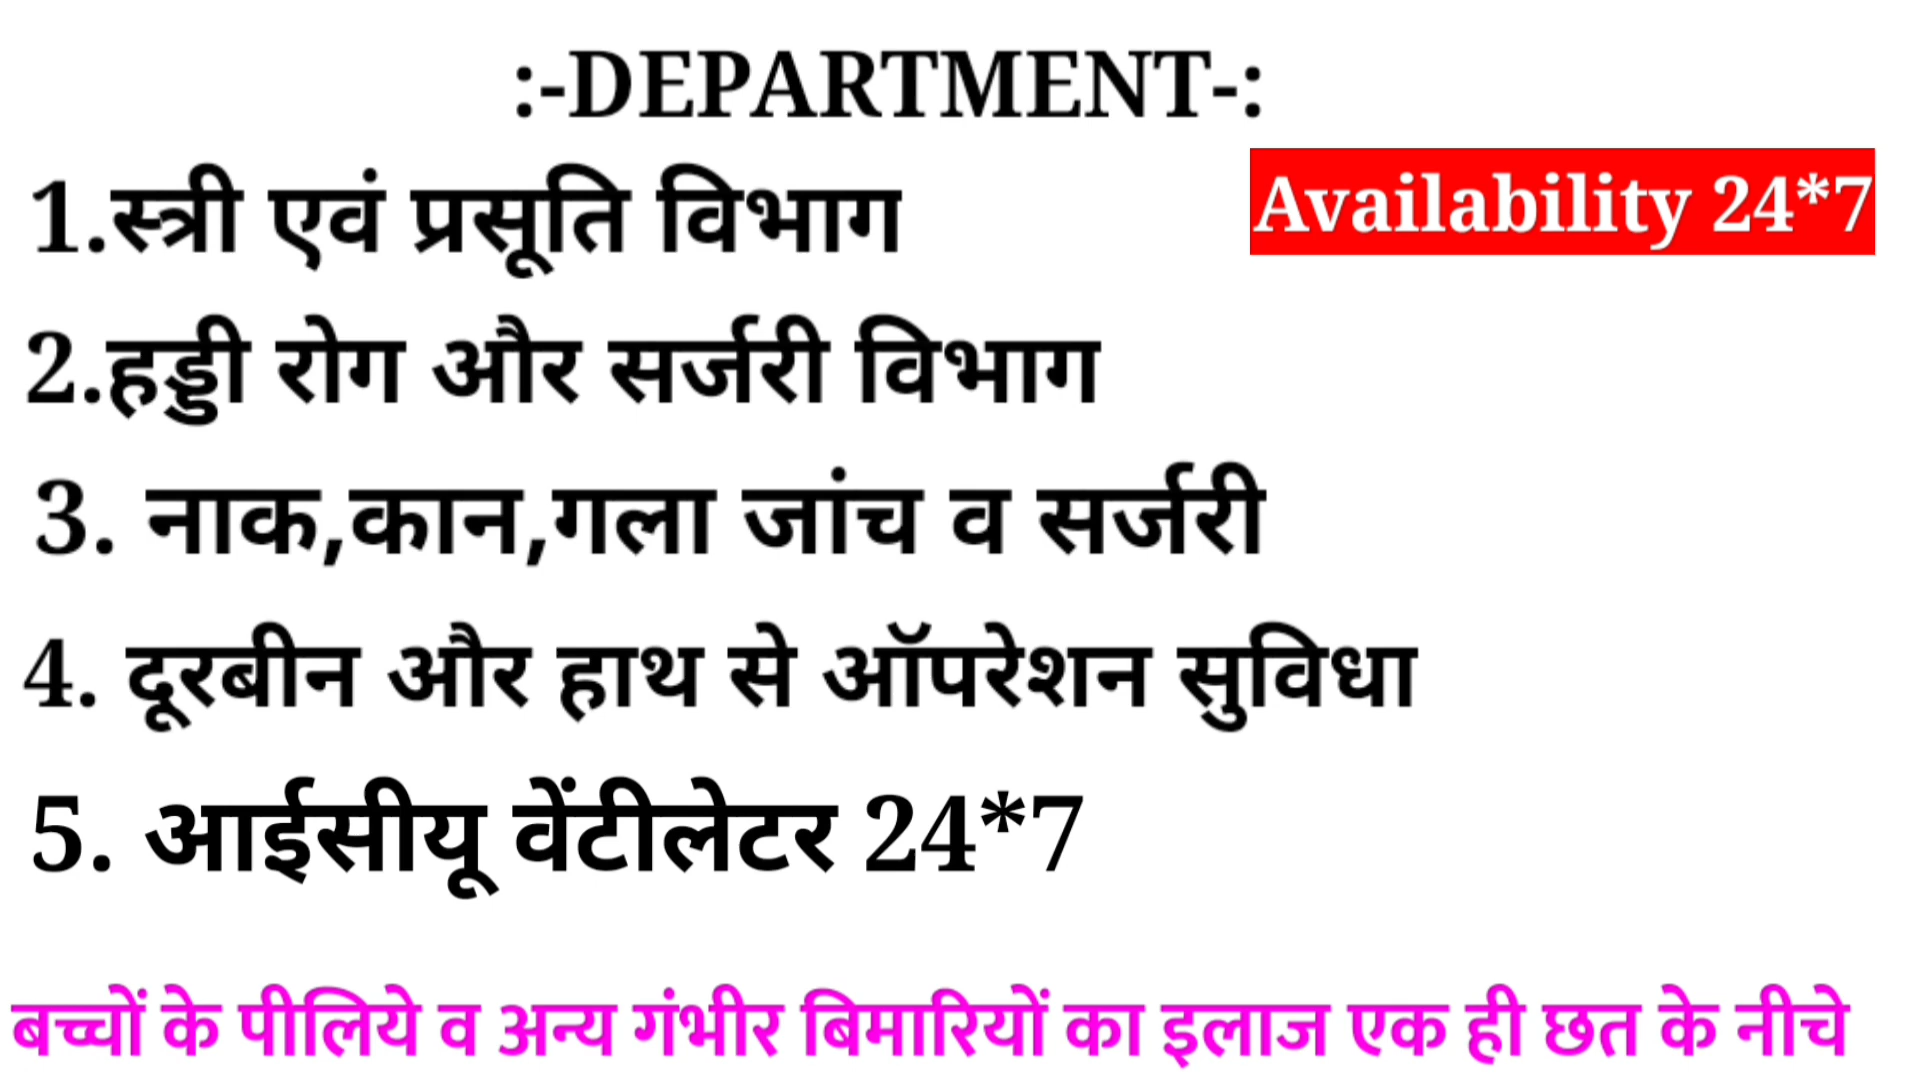 :-DEPARTMENT-:
1.स्त्री एवं प्रसूति विभाग
Availability 24*7
2.हड्डी रोग और सर्जरी विभाग
3. नाक,कान,गला जांच व सर्जरी
4. दूरबीन और हाथ से ऑपरेशन सुविधा
5. आईसीयू वेंटीलेटर 24*7
बच्चों के पीलिये व अन्य गंभीर बिमारियों का इलाज एक ही छत के नीचे